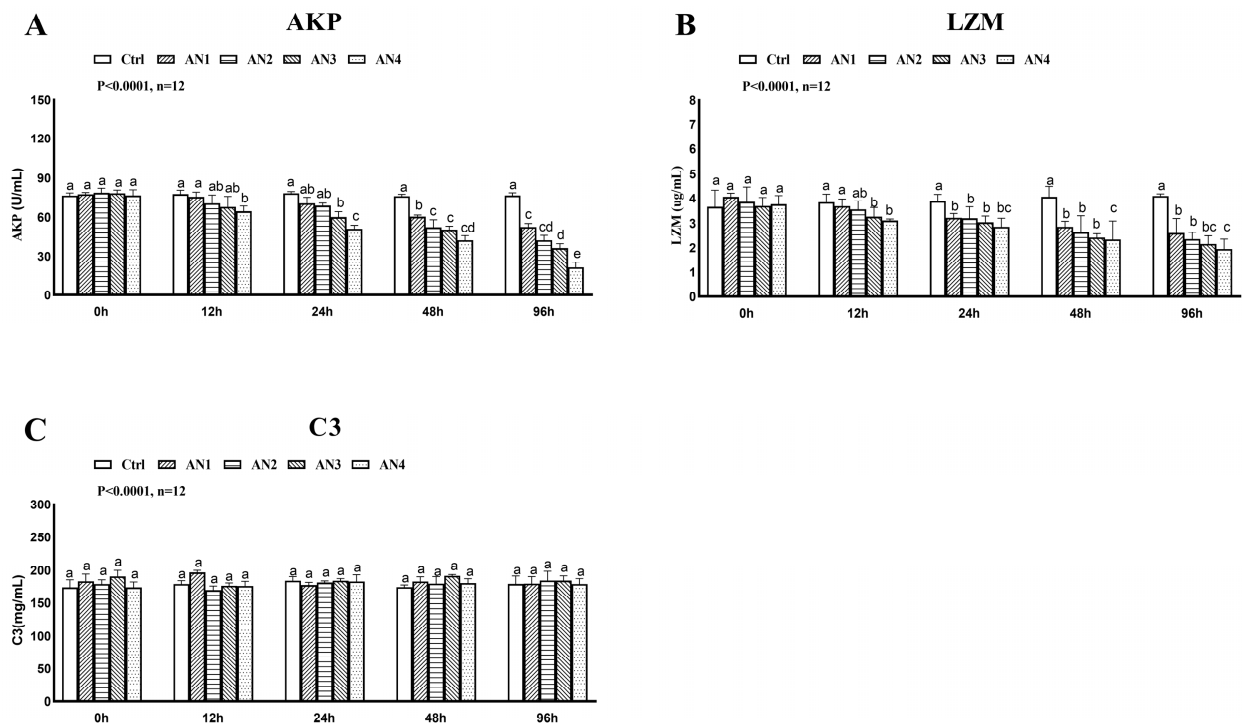 A AKP
Ctrl AN1 AN2 AN3 AN4
P<0.0001, n=12
AKP (U/mL)
150
120
90
60
30
0
a a a a a
a a ab ab b
a ab ab b c
a b c c cd
a c cd d e
0h 12h 24h 48h 96h
B LZM
Ctrl AN1 AN2 AN3 AN4
P<0.0001, n=12
LZM (ug/mL)
8
7
6
5
4
3
2
1
0
a a a a a
a a ab b b
a b b b bc
a b b b c
a b b bc c
0h 12h 24h 48h 96h
C C3
Ctrl AN1 AN2 AN3 AN4
P<0.0001, n=12
C3(mg/mL)
300
250
200
150
100
50
0
a a a a a
a a a a a
a a a a a
a a a a a
a a a a a
0h 12h 24h 48h 96h